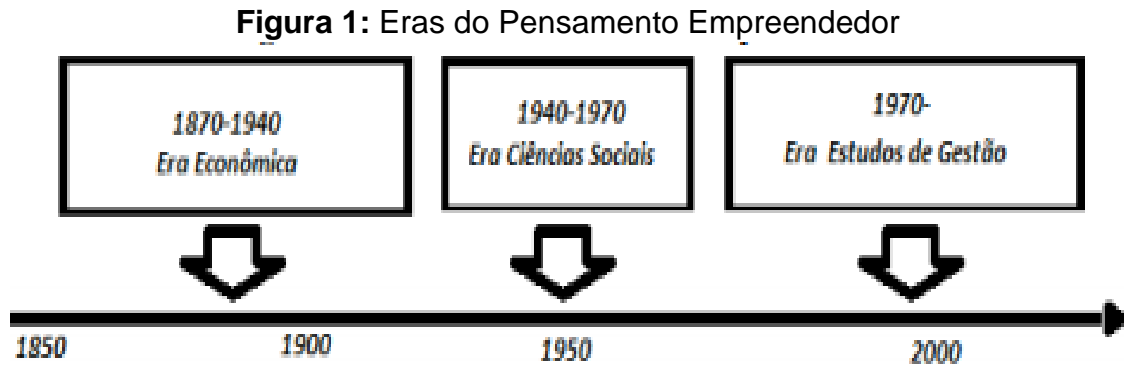 Figura 1: Eras do Pensamento Empreendedor
1870-1940
Era Econômica
1940-1970
Era Ciências Sociais
1970-
Era Estudos de Gestão
1850
1900
1950
2000